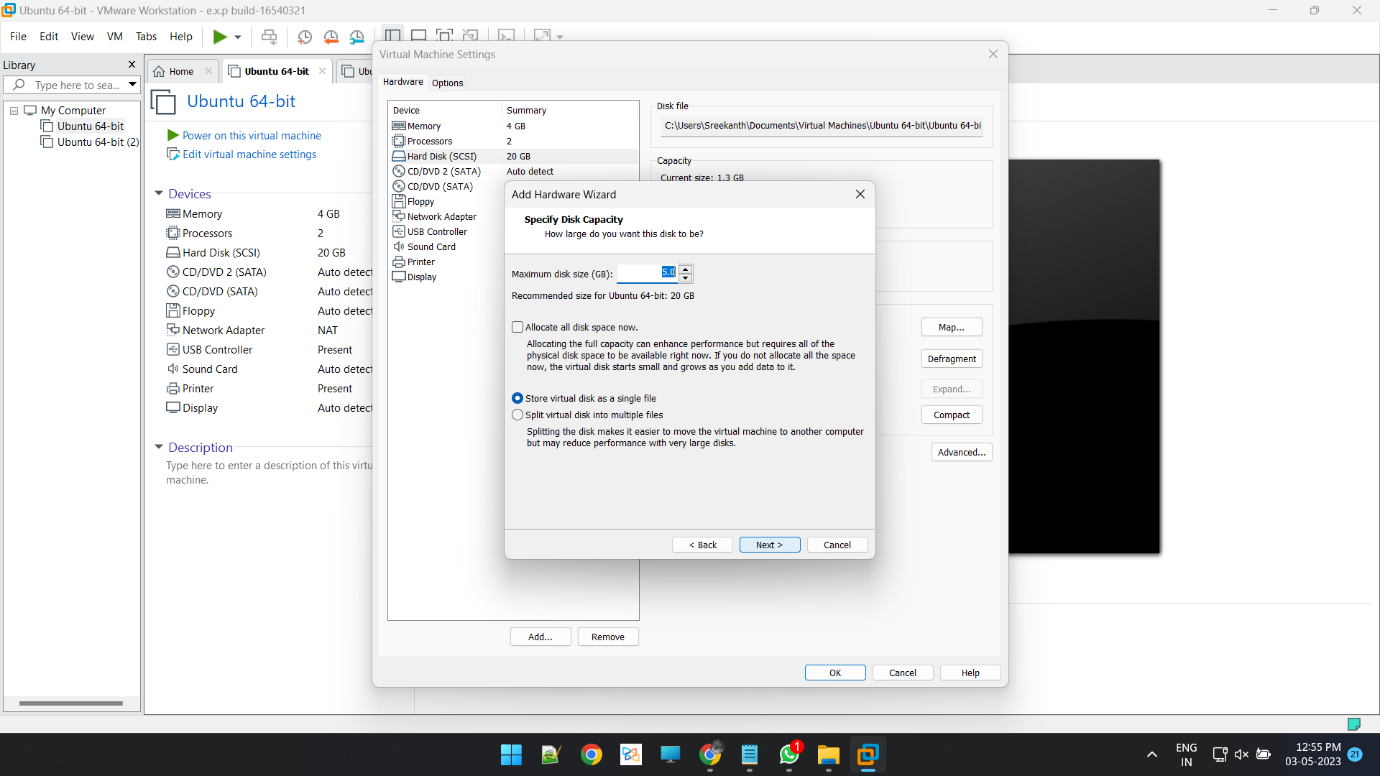 Ubuntu 64-bit - VMware Workstation - e.x.p build-16540321
File Edit View VM Tabs Help
Library
Type here to sea...
My Computer
Ubuntu 64-bit
Ubuntu 64-bit (2)
Home
Ubuntu 64-bit
Ubu
Ubuntu 64-bit
Power on this virtual machine
Edit virtual machine settings
Devices
Memory 4 GB
Processors 2
Hard Disk (SCSI) 20 GB
CD/DVD 2 (SATA) Auto detect
CD/DVD (SATA) Auto detect
Floppy Auto detect
Network Adapter NAT
USB Controller Present
Sound Card Auto detect
Printer Present
Display Auto detect
Description
Type here to enter a description of this virtu
machine.
Virtual Machine Settings
Hardware Options
Device Summary
Memory 4 GB
Processors 2
Hard Disk (SCSI) 20 GB
CD/DVD 2 (SATA) Auto detect
CD/DVD (SATA)
Floppy
Network Adapter
USB Controller
Sound Card
Printer
Display
Add... Remove
Disk file
C:\Users\Sreekanth\Documents\Virtual Machines\Ubuntu 64-bit\Ubuntu 64-bi
Capacity
Current size: 1.3 GB
Map...
Defragment
Expand...
Compact
Advanced...
OK Cancel Help
Add Hardware Wizard
Specify Disk Capacity
How large do you want this disk to be?
Maximum disk size (GB): 5.0
Recommended size for Ubuntu 64-bit: 20 GB
Allocate all disk space now.
Allocating the full capacity can enhance performance but requires all of the
physical disk space to be available right now. If you do not allocate all the space
now, the virtual disk starts small and grows as you add data to it.
Store virtual disk as a single file
Split virtual disk into multiple files
Splitting the disk makes it easier to move the virtual machine to another computer
but may reduce performance with very large disks.
< Back Next > Cancel
1
ENG
IN
12:55 PM
03-05-2023
21